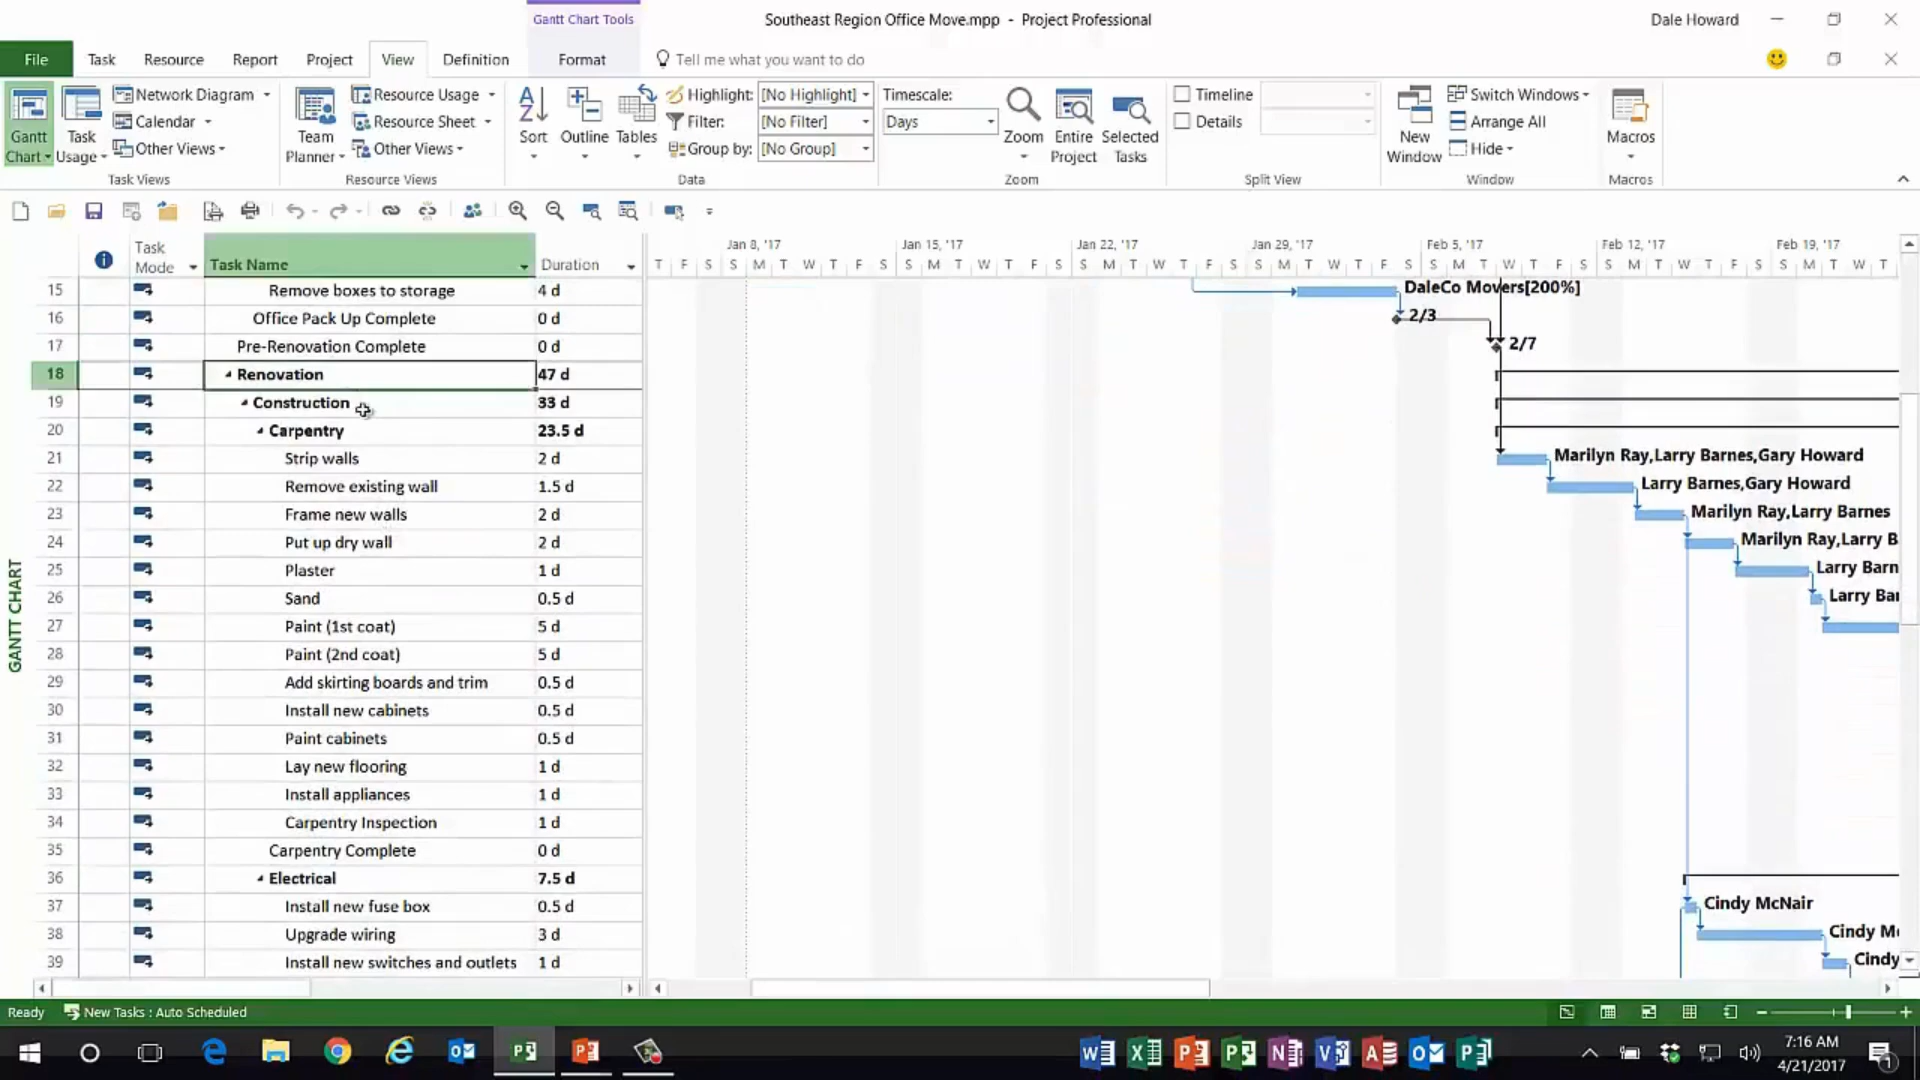 Gantt Chart Tools
Southeast Region Office Move.mpp - Project Professional
Dale Howard
File Task Resource Report Project View Definition Format Tell me what you want to do
Gantt Chart
Task Usage
Network Diagram
Calendar
Other Views
Task Views
Team Planner
Resource Usage
Resource Sheet
Other Views
Resource Views
Sort
Outline
Tables
Highlight: [No Highlight]
Filter: [No Filter]
Group by: [No Group]
Data
Timescale:
Days
Zoom
Entire Project
Selected Tasks
Zoom
Timeline
Details
Split View
New Window
Switch Windows
Arrange All
Hide
Window
Macros
Macros
Task Mode
Task Name
Duration
Jan 8, '17 Jan 15, '17 Jan 22, '17 Jan 29, '17 Feb 5, '17 Feb 12, '17 Feb 19, '17
T F S S M T W T F S S M T W T F S S M T W T F S S M T W T F S S M T W T F S S M T W T F S S M T W T
15 Remove boxes to storage 4 d
DaleCo Movers[200%]
16 Office Pack Up Complete 0 d
2/3
17 Pre-Renovation Complete 0 d
2/7
18 Renovation 47 d
19 Construction 33 d
20 Carpentry 23.5 d
21 Strip walls 2 d
Marilyn Ray,Larry Barnes,Gary Howard
22 Remove existing wall 1.5 d
Larry Barnes,Gary Howard
23 Frame new walls 2 d
Marilyn Ray,Larry Barnes
24 Put up dry wall 2 d
Marilyn Ray,Larry B
25 Plaster 1 d
Larry Barn
26 Sand 0.5 d
Larry Bar
27 Paint (1st coat) 5 d
28 Paint (2nd coat) 5 d
29 Add skirting boards and trim 0.5 d
30 Install new cabinets 0.5 d
31 Paint cabinets 0.5 d
32 Lay new flooring 1 d
33 Install appliances 1 d
34 Carpentry Inspection 1 d
35 Carpentry Complete 0 d
36 Electrical 7.5 d
37 Install new fuse box 0.5 d
Cindy McNair
38 Upgrade wiring 3 d
Cindy Mc
39 Install new switches and outlets 1 d
Cindy
GANTT CHART
Ready New Tasks : Auto Scheduled
7:16 AM
4/21/2017